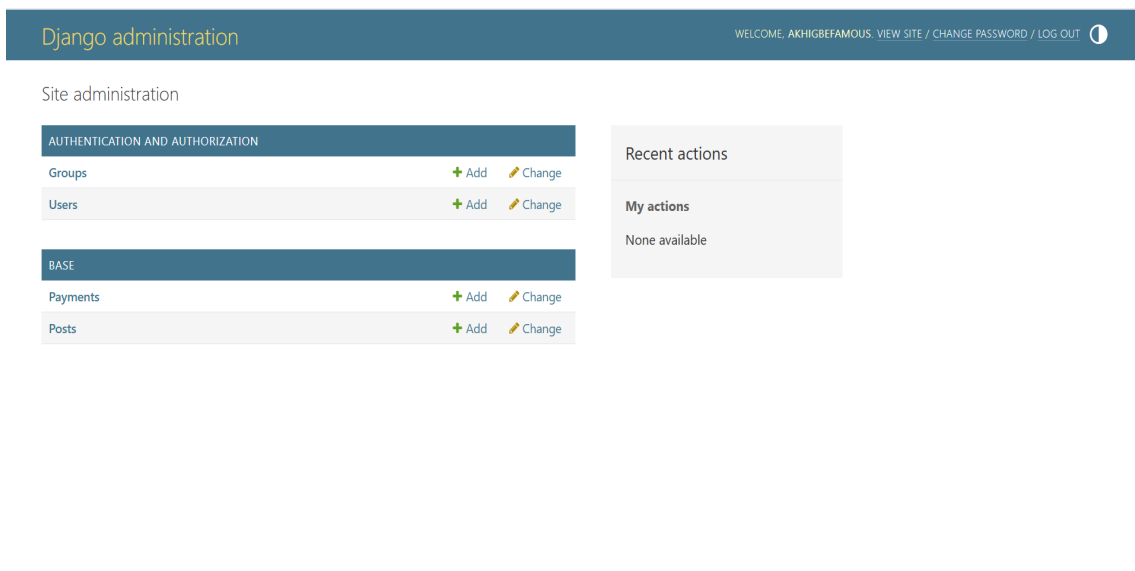 Django administration
WELCOME, AKHIGBEFAMOUS. VIEW SITE / CHANGE PASSWORD / LOG OUT
Site administration
AUTHENTICATION AND AUTHORIZATION
Groups Add Change
Users Add Change
BASE
Payments Add Change
Posts Add Change
Recent actions
My actions
None available